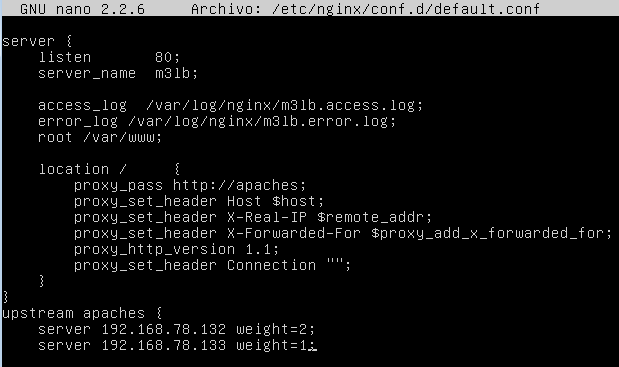 GNU nano 2.2.6 Archivo: /etc/nginx/conf.d/default.conf
server {
    listen       80;
    server_name  m3lb;
    access_log  /var/log/nginx/m3lb.access.log;
    error_log /var/log/nginx/m3lb.error.log;
    root /var/www;
    location /     {
        proxy_pass http://apaches;
        proxy_set_header Host $host;
        proxy_set_header X-Real-IP $remote_addr;
        proxy_set_header X-Forwarded-For $proxy_add_x_forwarded_for;
        proxy_http_version 1.1;
        proxy_set_header Connection "";
    }
}
upstream apaches {
    server 192.168.78.132 weight=2;
    server 192.168.78.133 weight=1;